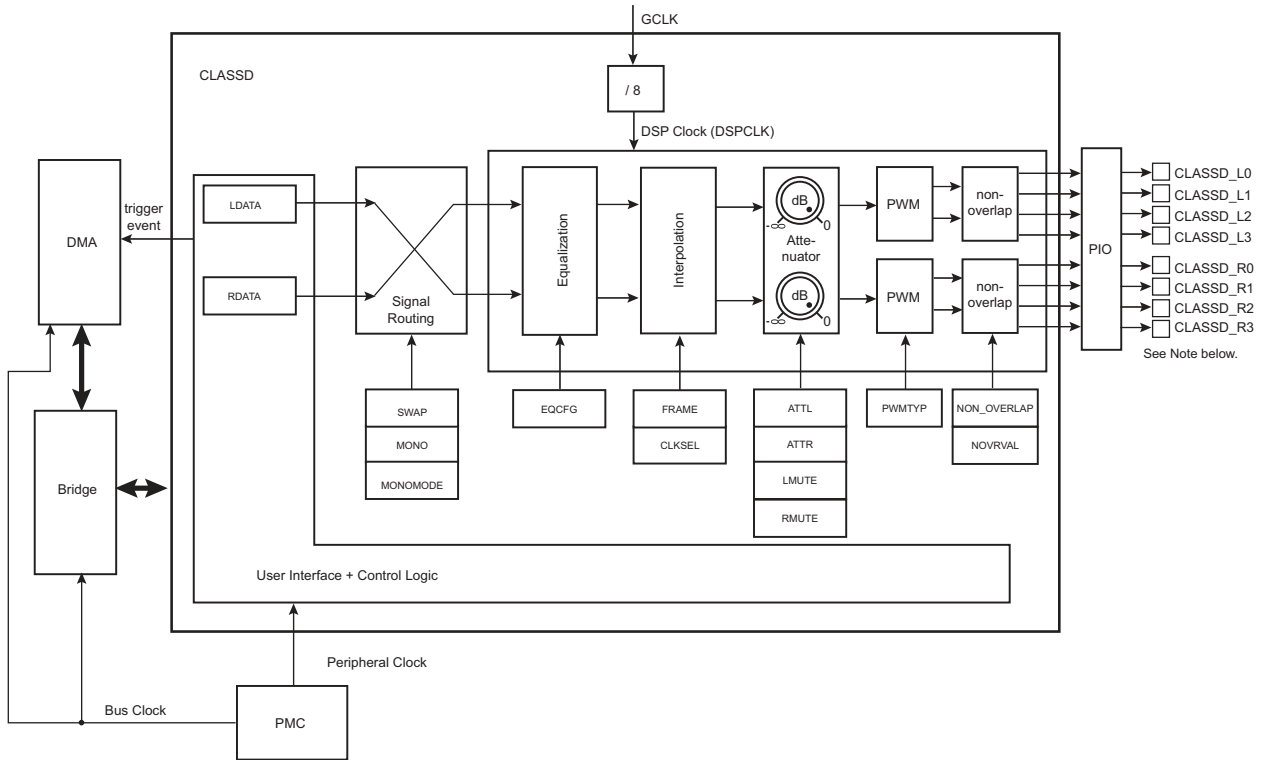 GCLK
CLASSD
/ 8
DSP Clock (DSPCLK)
DMA
trigger
event
LDATA
RDATA
Signal
Routing
Equalization
Interpolation
dB
-∞
0
Atte-
nuator
dB
-∞
0
PWM
non-
overlap
PWM
non-
overlap
PIO
CLASSD_L0
CLASSD_L1
CLASSD_L2
CLASSD_L3
CLASSD_R0
CLASSD_R1
CLASSD_R2
CLASSD_R3
See Note below.
SWAP
MONO
MONOMODE
EQCFG
FRAME
CLKSEL
ATTL
ATTR
LMUTE
RMUTE
PWMTYP
NON_OVERLAP
NOVRVAL
Bridge
User Interface + Control Logic
Peripheral Clock
Bus Clock
PMC